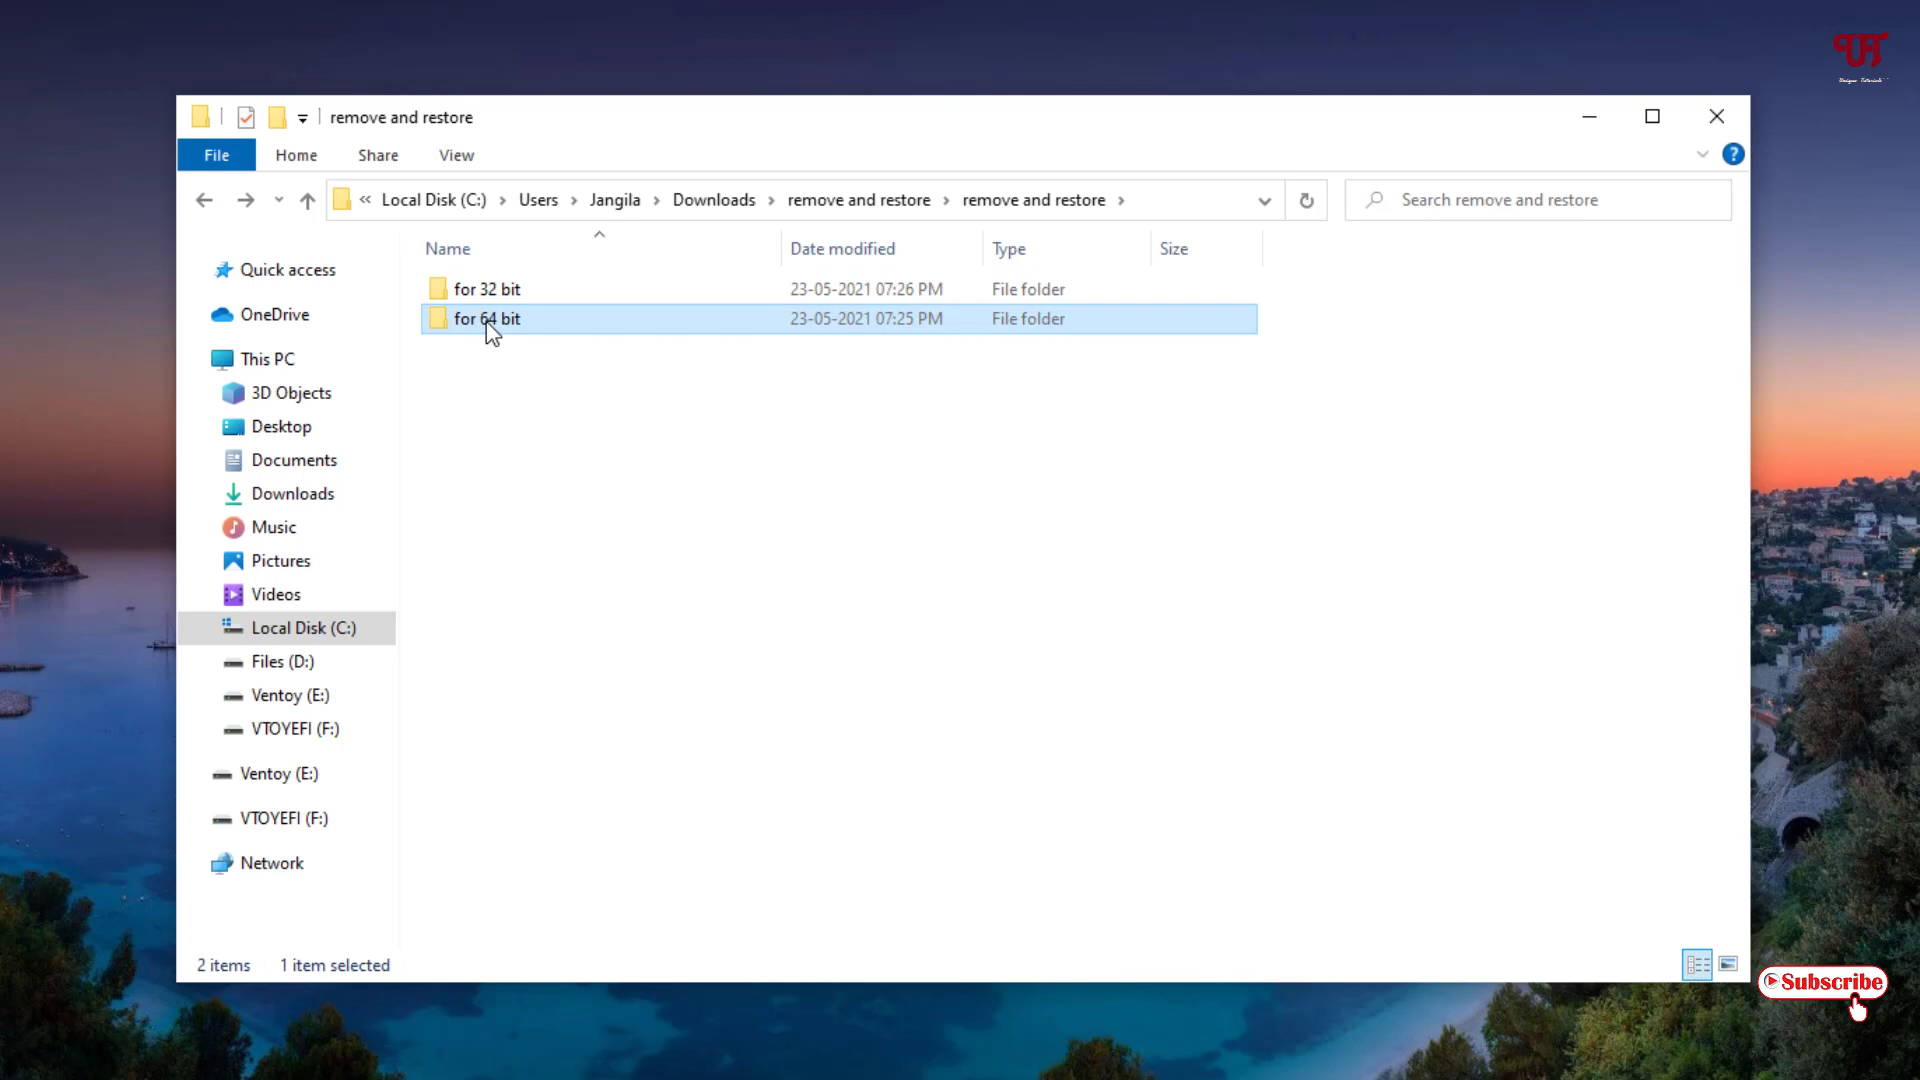 UT
Unique Tutorials
remove and restore
File Home Share View
« Local Disk (C:) > Users > Jangila > Downloads > remove and restore > remove and restore >
Search remove and restore
Name Date modified Type Size
for 32 bit 23-05-2021 07:26 PM File folder
for 64 bit 23-05-2021 07:25 PM File folder
Quick access
OneDrive
This PC
3D Objects
Desktop
Documents
Downloads
Music
Pictures
Videos
Local Disk (C:)
Files (D:)
Ventoy (E:)
VTOYEFI (F:)
Ventoy (E:)
VTOYEFI (F:)
Network
2 items 1 item selected
Subscribe